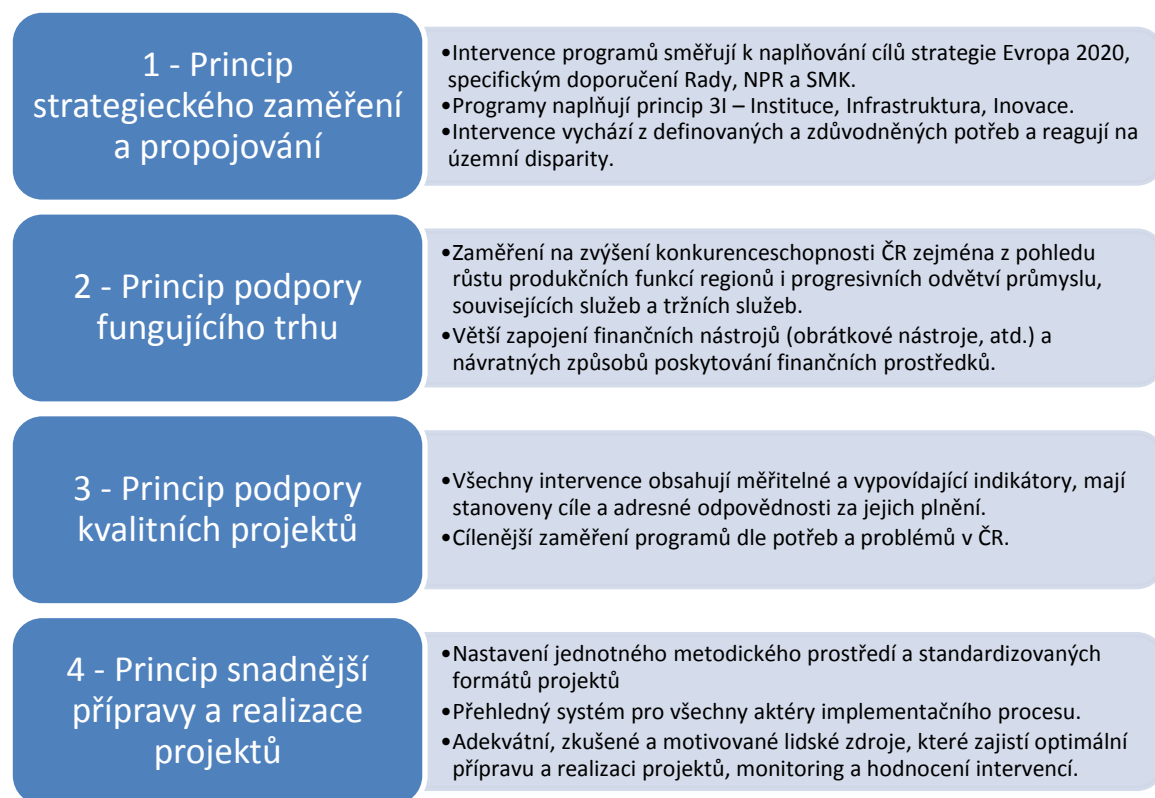 1 - Princip
strategieckého zaměření
a propojování
•Intervence programů směřují k naplňování cílů strategie Evropa 2020,
specifickým doporučení Rady, NPR a SMK.
•Programy naplňují princip 3I – Instituce, Infrastruktura, Inovace.
•Intervence vychází z definovaných a zdůvodněných potřeb a reagují na
územní disparity.
2 - Princip podpory
fungujícího trhu
•Zaměření na zvýšení konkurenceschopnosti ČR zejména z pohledu
růstu produkčních funkcí regionů i progresivních odvětví průmyslu,
souvisejících služeb a tržních služeb.
•Větší zapojení finančních nástrojů (obrátkové nástroje, atd.) a
návratných způsobů poskytování finančních prostředků.
3 - Princip podpory
kvalitních projektů
•Všechny intervence obsahují měřitelné a vypovídající indikátory, mají
stanoveny cíle a adresné odpovědnosti za jejich plnění.
•Cílenější zaměření programů dle potřeb a problémů v ČR.
4 - Princip snadnější
přípravy a realizace
projektů
•Nastavení jednotného metodického prostředí a standardizovaných
formátů projektů
•Přehledný systém pro všechny aktéry implementačního procesu.
•Adekvátní, zkušené a motivované lidské zdroje, které zajistí optimální
přípravu a realizaci projektů, monitoring a hodnocení intervencí.